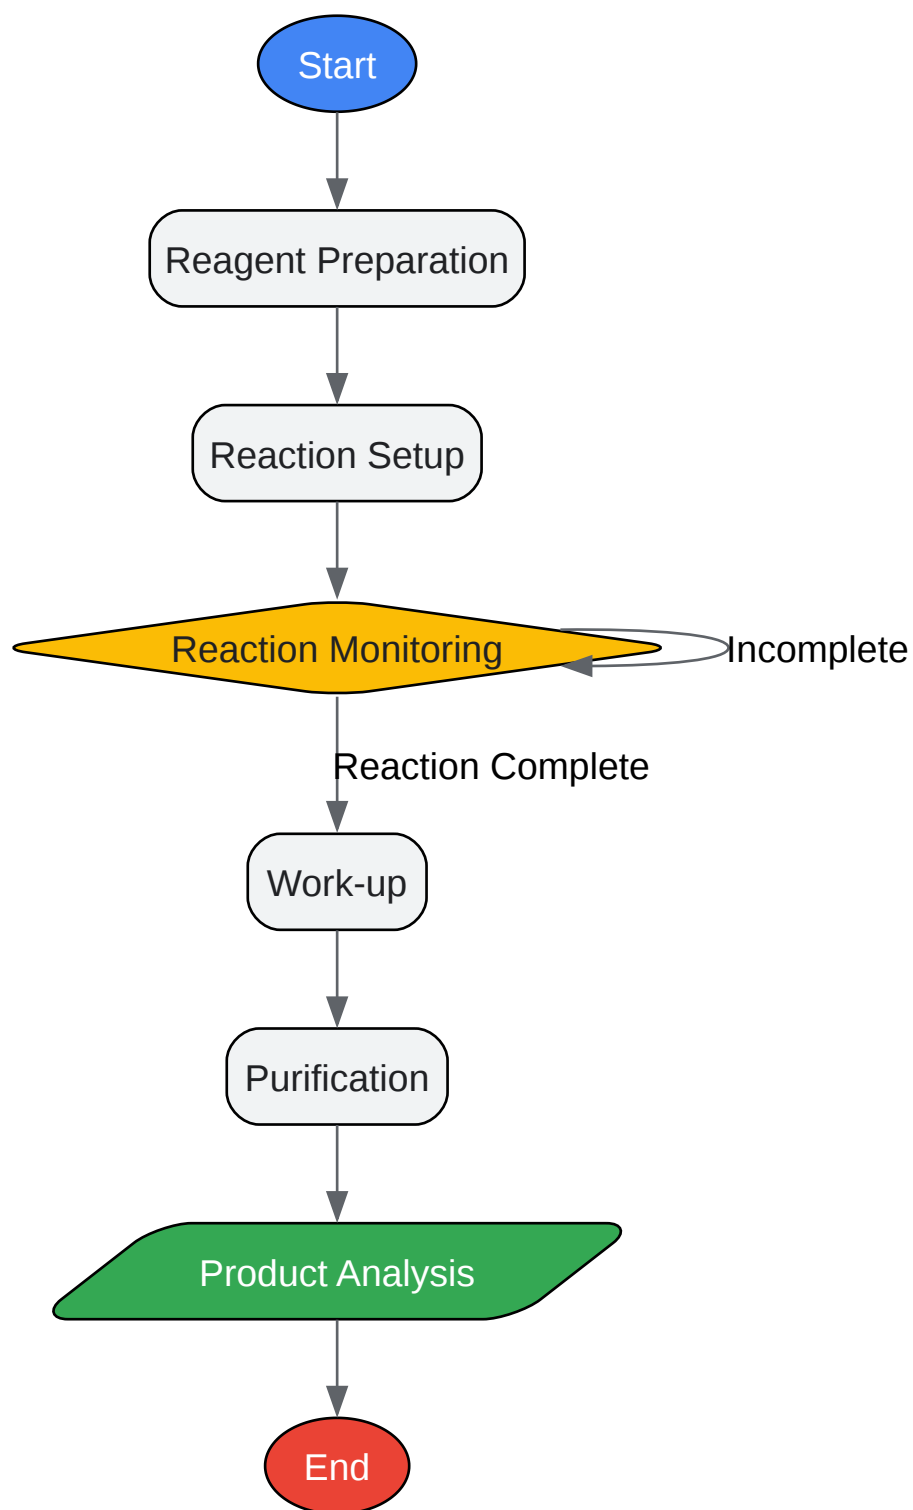 Start
Reagent Preparation
Reaction Setup
Reaction Monitoring
Incomplete
Reaction Complete
Work-up
Purification
Product Analysis
End